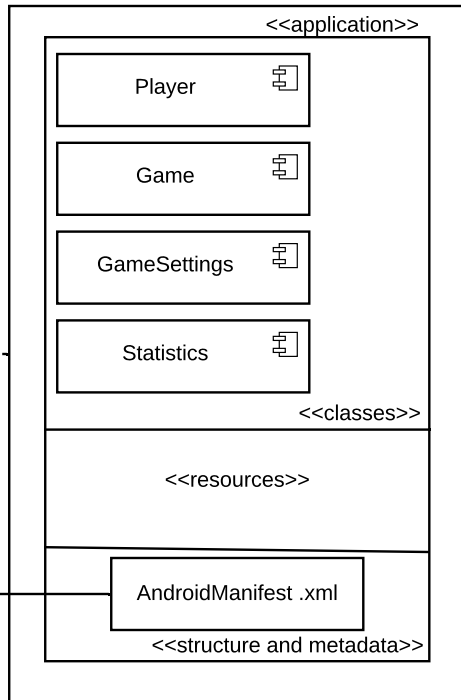 <<application>>
Player
Game
GameSettings
Statistics
<<classes>>
<<resources>>
AndroidManifest .xml
<<structure and metadata>>